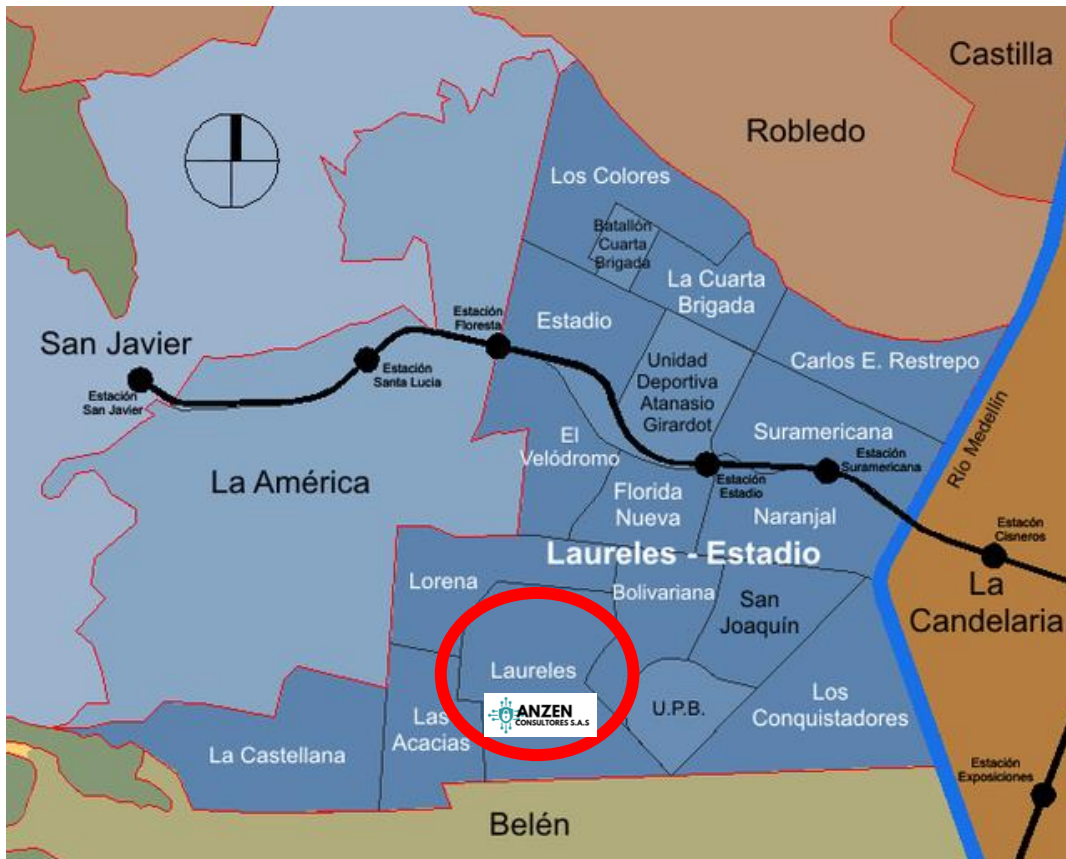 Castilla
Robledo
Los Colores
Batallón
Cuarta
Brigada
La Cuarta
Brigada
Estación
Floresta
Estadio
San Javier
Estación
San Javier
Estación
Santa Lucia
Unidad
Deportiva
Atanasio
Girardot
Carlos E. Restrepo
El
Velódromo
Suramericana
Estación
Suramericana
Río Medellín
La América
Estación
Estadio
Florida
Nueva
Naranjal
Estacón
Cisneros
Laureles - Estadio
La
Candelaria
Lorena
Bolivariana
San
Joaquín
Laureles
ANZEN
CONSULTORES S.A.S
U.P.B.
Los
Conquistadores
Las
Acacias
La Castellana
Estación
Exposiciones
Belén